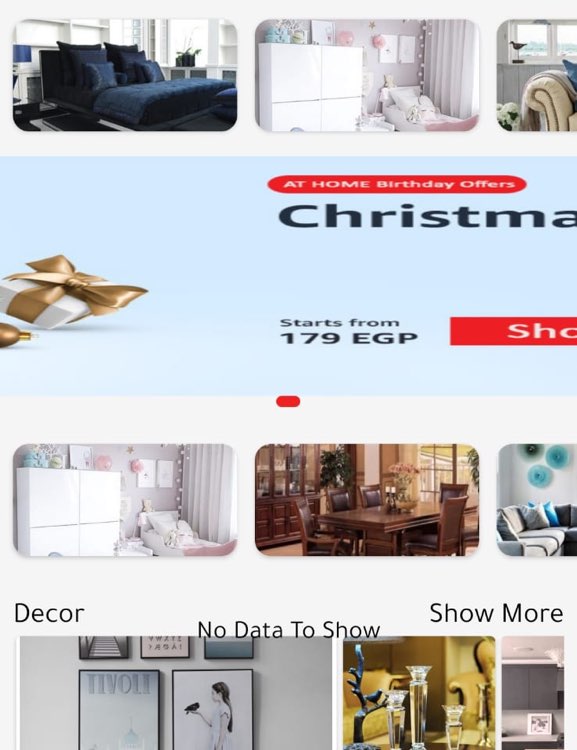 AT HOME Birthday Offers
Christma
Starts from
179 EGP
Sho
Decor
Show More
No Data To Show
TIVOLI